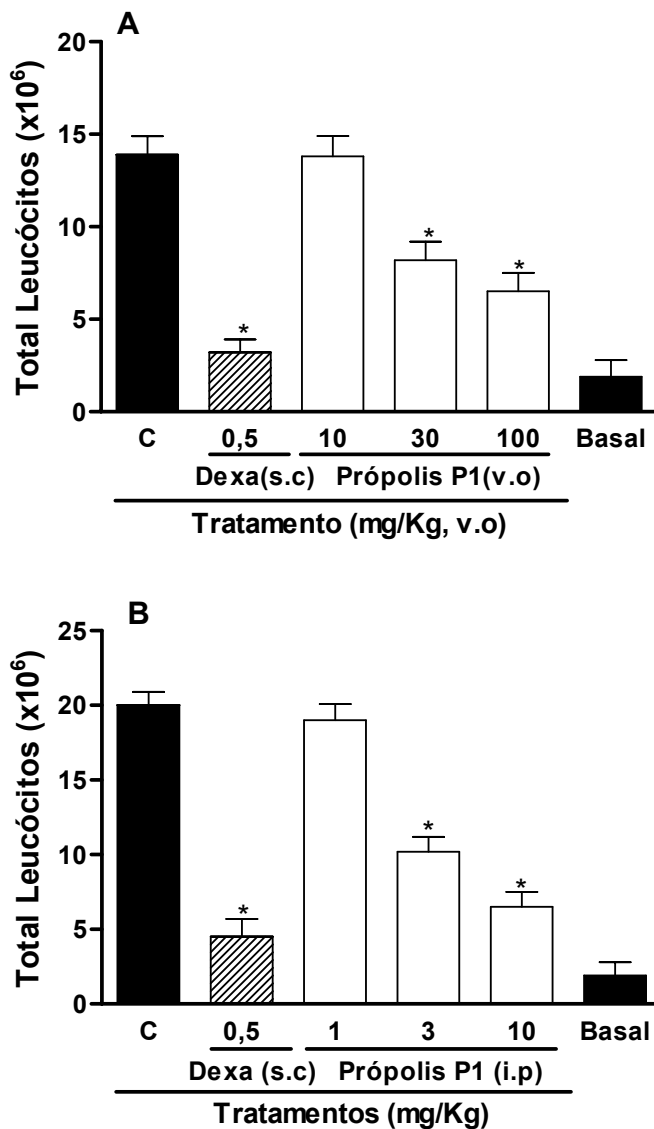 A
Total Leucócitos (x10⁶)
20
15
10
5
0
*
*
*
C 0,5 10 30 100 Basal
Dexa(s.c) Própolis P1(v.o)
Tratamento (mg/Kg, v.o)
B
Total Leucócitos (x10⁶)
25
20
15
10
5
0
*
*
*
C 0,5 1 3 10 Basal
Dexa (s.c) Própolis P1 (i.p)
Tratamentos (mg/Kg)